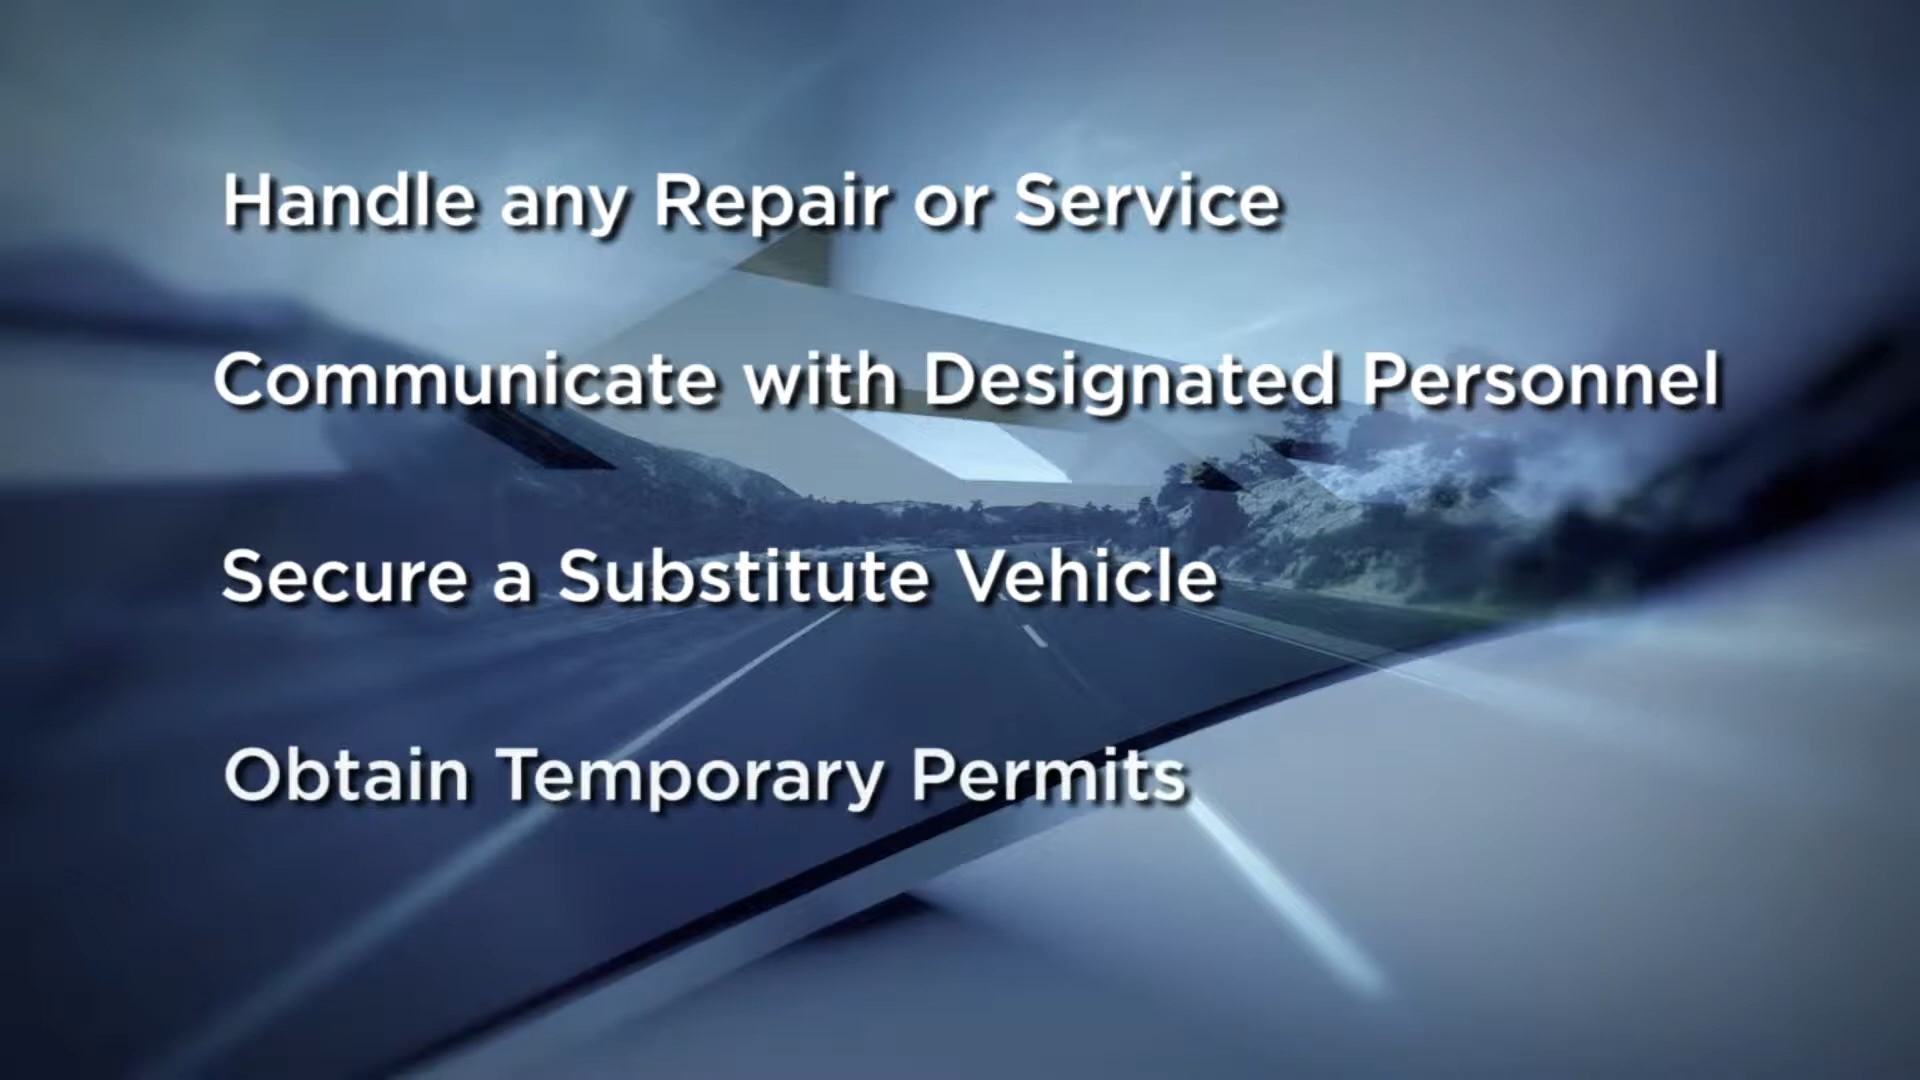 Handle any Repair or Service
Communicate with Designated Personnel
Secure a Substitute Vehicle
Obtain Temporary Permits